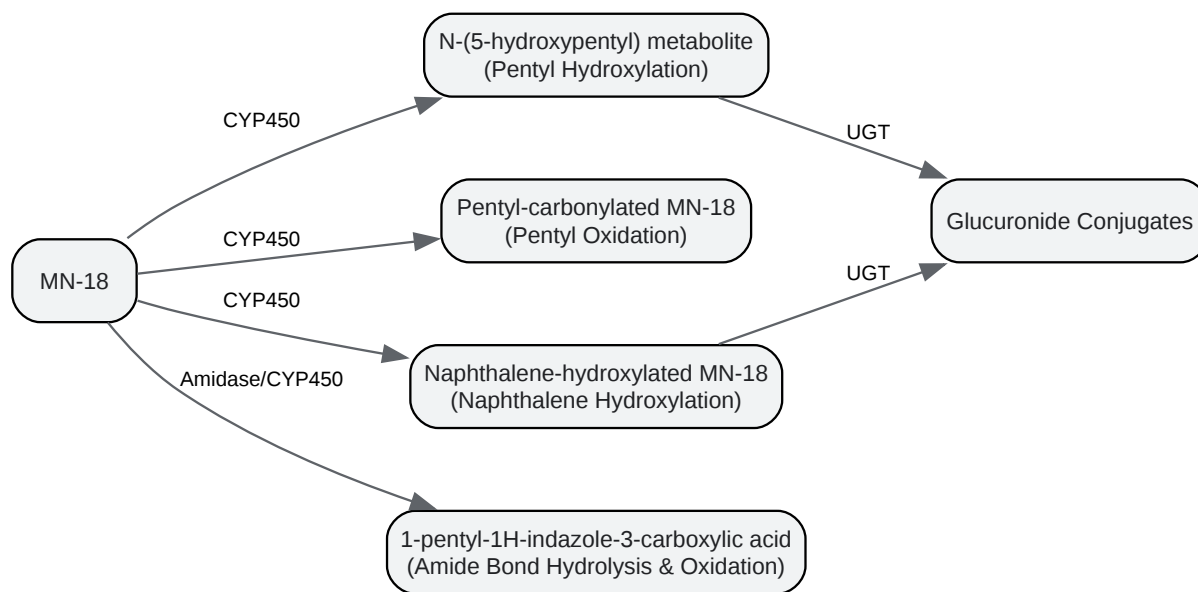 N-(5-hydroxypentyl) metabolite
(Pentyl Hydroxylation)
CYP450
UGT
Pentyl-carbonylated MN-18
(Pentyl Oxidation)
CYP450
Glucuronide Conjugates
MN-18
CYP450
UGT
Naphthalene-hydroxylated MN-18
(Naphthalene Hydroxylation)
Amidase/CYP450
1-pentyl-1H-indazole-3-carboxylic acid
(Amide Bond Hydrolysis & Oxidation)